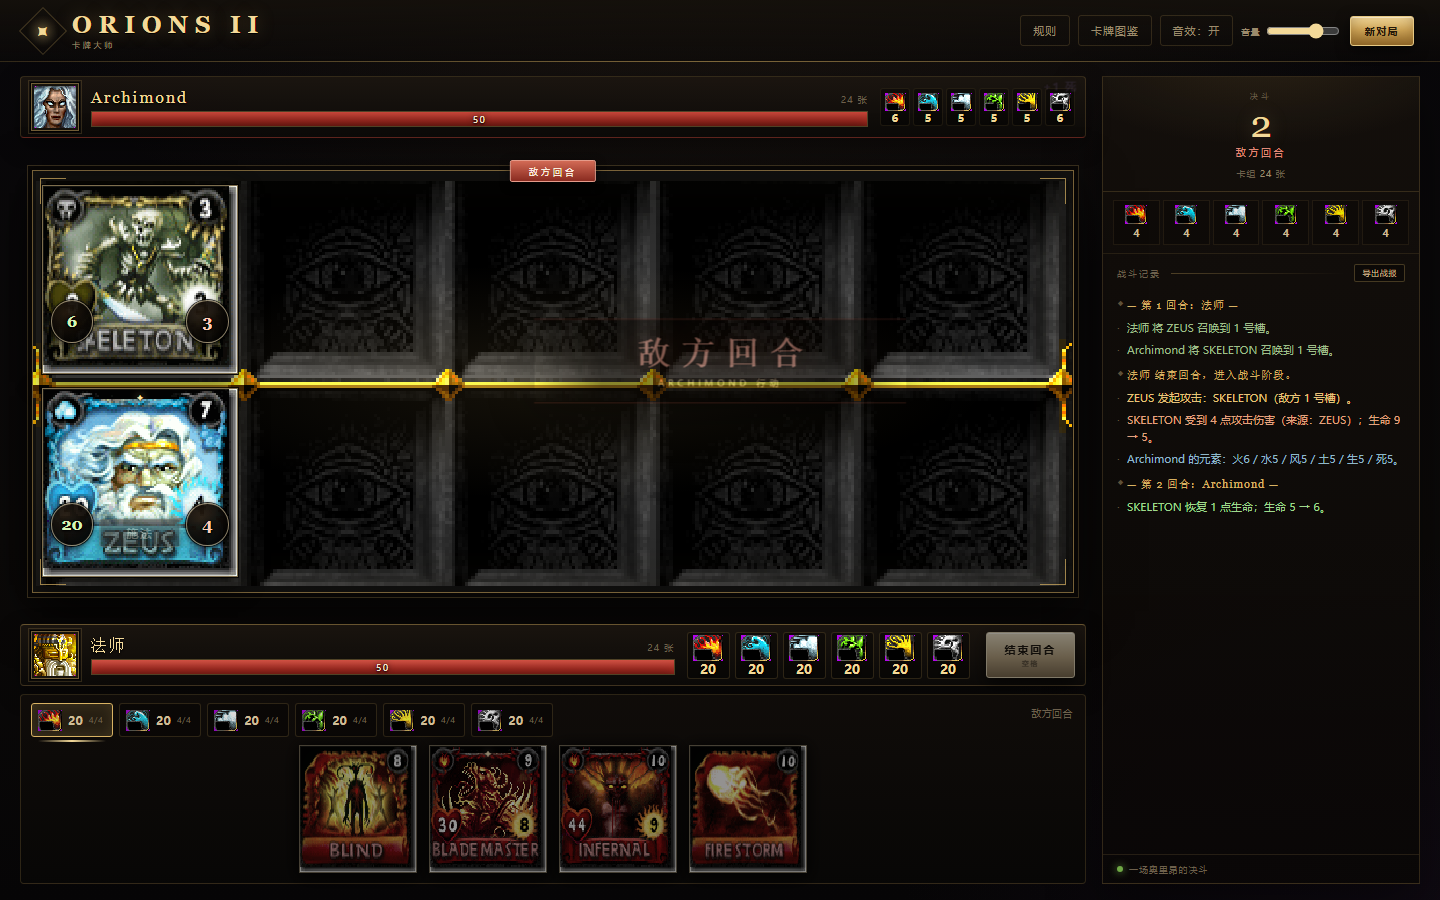 ORIONS II
卡牌大师
规则
卡牌图鉴
音效：开
音量
新对局
Archimond
24 张
50
6
5
5
5
5
6
敌方回合
3
6
3
SKELETON
敌方回合
ARCHIMOND 行动
7
20
4
施法
ZEUS
法师
24 张
50
20
20
20
20
20
20
结束回合
空格
20 4/4
20 4/4
20 4/4
20 4/4
20 4/4
20 4/4
敌方回合
8
BLIND
9
30
8
BLADEMASTER
10
44
9
INFERNAL
10
FIRESTORM
决斗
2
敌方回合
卡组 24 张
4
4
4
4
4
4
战斗记录
导出战报
— 第 1 回合：法师 —
法师 将 ZEUS 召唤到 1 号槽。
Archimond 将 SKELETON 召唤到 1 号槽。
法师 结束回合，进入战斗阶段。
ZEUS 发起攻击：SKELETON（敌方 1 号槽）。
SKELETON 受到 4 点攻击伤害（来源：ZEUS）；生命 9
→ 5。
Archimond 的元素：火6 / 水5 / 风5 / 土5 / 生5 / 死5。
— 第 2 回合：Archimond —
SKELETON 恢复 1 点生命；生命 5 → 6。
一场奥里昂的决斗